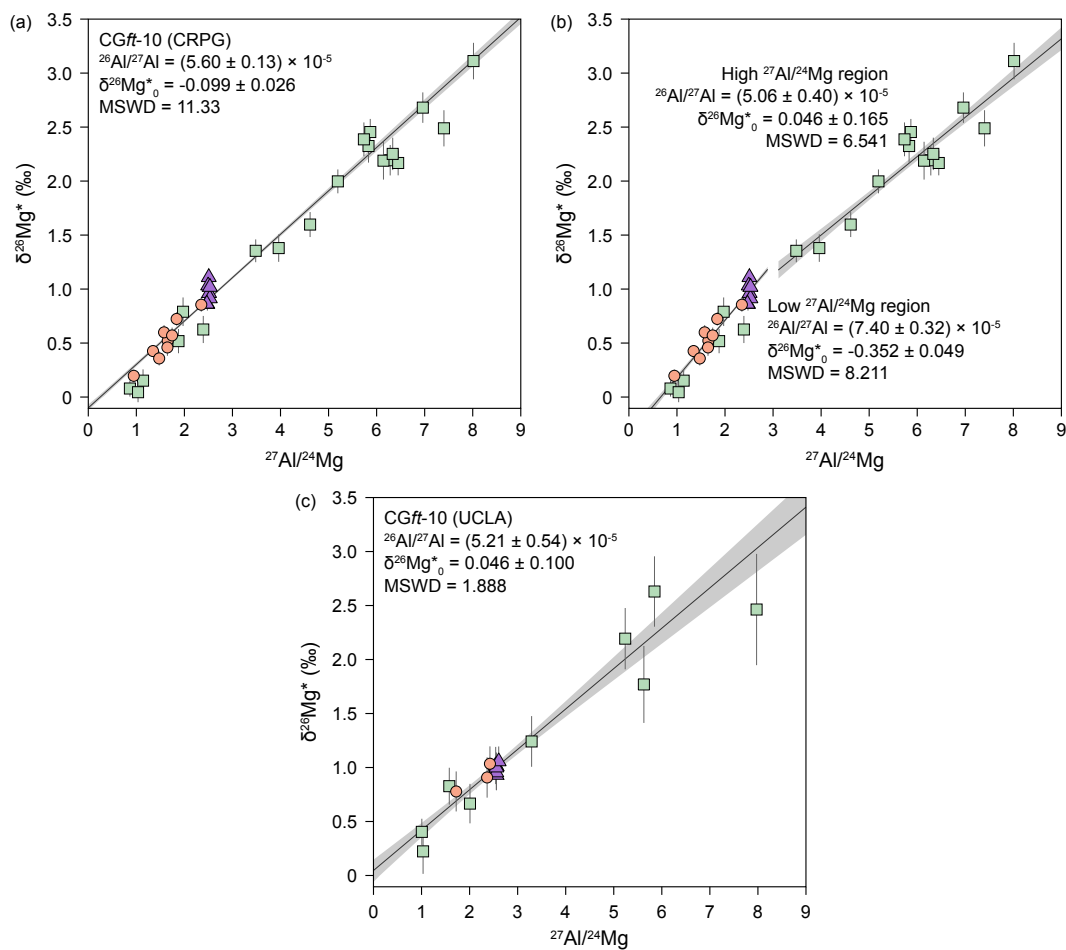 (a)
CGft-10 (CRPG)
²⁶Al/²⁷Al = (5.60 ± 0.13) × 10⁻⁵
δ²⁶Mg*₀ = -0.099 ± 0.026
MSWD = 11.33
3.5
3.0
2.5
2.0
1.5
1.0
0.5
0
δ²⁶Mg* (‰)
0 1 2 3 4 5 6 7 8 9
²⁷Al/²⁴Mg
(b)
High ²⁷Al/²⁴Mg region
²⁶Al/²⁷Al = (5.06 ± 0.40) × 10⁻⁵
δ²⁶Mg*₀ = 0.046 ± 0.165
MSWD = 6.541
Low ²⁷Al/²⁴Mg region
²⁶Al/²⁷Al = (7.40 ± 0.32) × 10⁻⁵
δ²⁶Mg*₀ = -0.352 ± 0.049
MSWD = 8.211
3.5
3.0
2.5
2.0
1.5
1.0
0.5
0
δ²⁶Mg* (‰)
0 1 2 3 4 5 6 7 8 9
²⁷Al/²⁴Mg
(c)
CGft-10 (UCLA)
²⁶Al/²⁷Al = (5.21 ± 0.54) × 10⁻⁵
δ²⁶Mg*₀ = 0.046 ± 0.100
MSWD = 1.888
3.5
3.0
2.5
2.0
1.5
1.0
0.5
0
δ²⁶Mg* (‰)
0 1 2 3 4 5 6 7 8 9
²⁷Al/²⁴Mg